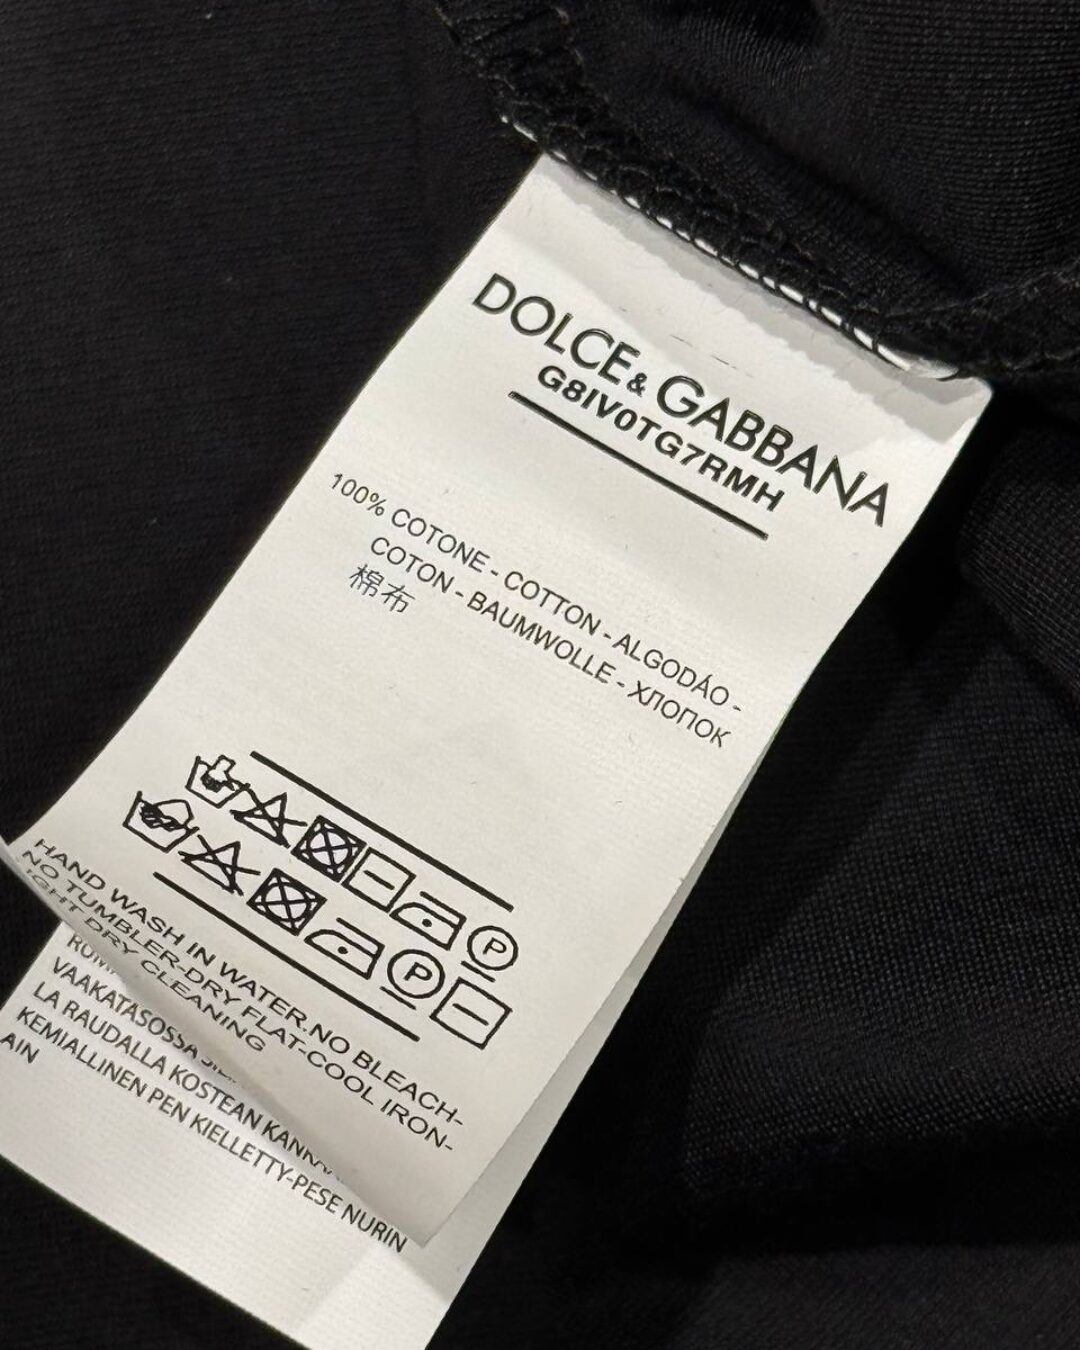 DOLCE & GABBANA
G8IV0TG7RMH
100% COTONE - COTTON - ALGODÁO -
COTON - BAUMWOLLE - ХЛОПОК
棉布
P
P
HAND WASH IN WATER.NO BLEACH-
NO TUMBLER-DRY FLAT-COOL IRON-
IGHT DRY CLEANING
VAAKATASOSSA
LA RAUDALLA KOSTEAN
KEMIALLINEN PEN KIELLETTY-PESE NURIN
AIN